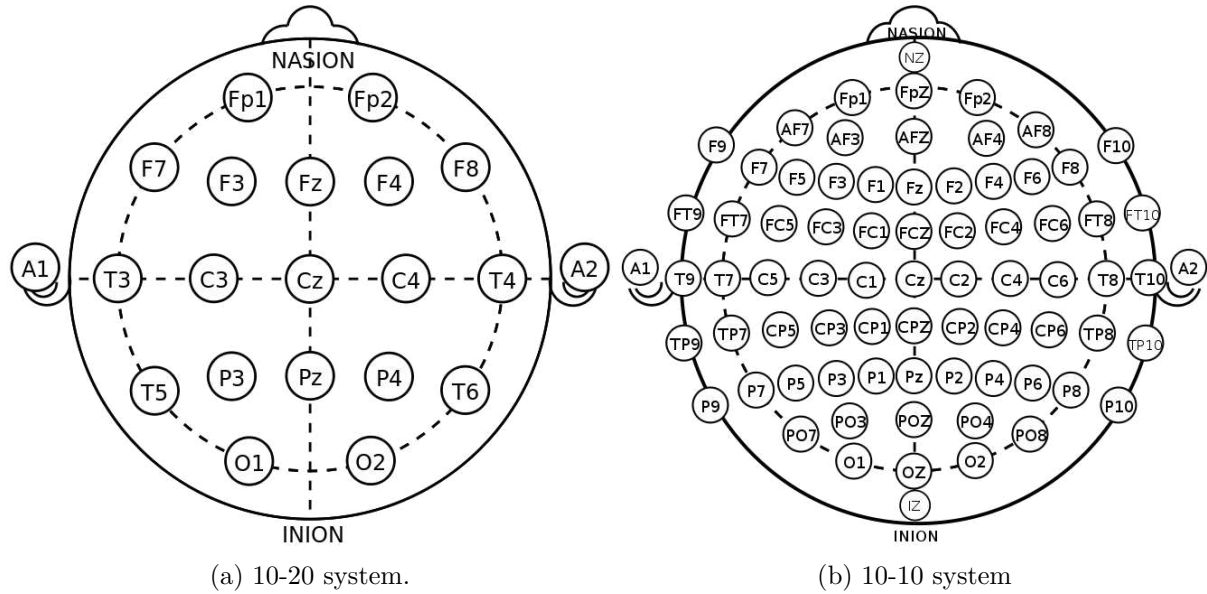 NASION
Fp1 Fp2
F7 F3 Fz F4 F8
A1 T3 C3 Cz C4 T4 A2
T5 P3 Pz P4 T6
O1 O2
INION
(a) 10-20 system.
NASION
NZ
Fp1 FpZ Fp2
AF7 AF3 AFZ AF4 AF8
F9 F7 F5 F3 F1 Fz F2 F4 F6 F8 F10
FT9 FT7 FC5 FC3 FC1 FCZ FC2 FC4 FC6 FT8 FT10
A1 T9 T7 C5 C3 C1 Cz C2 C4 C6 T8 T10 A2
TP9 TP7 CP5 CP3 CP1 CPZ CP2 CP4 CP6 TP8 TP10
P9 P7 P5 P3 P1 Pz P2 P4 P6 P8 P10
PO7 PO3 POZ PO4 PO8
O1 OZ O2
IZ
INION
(b) 10-10 system